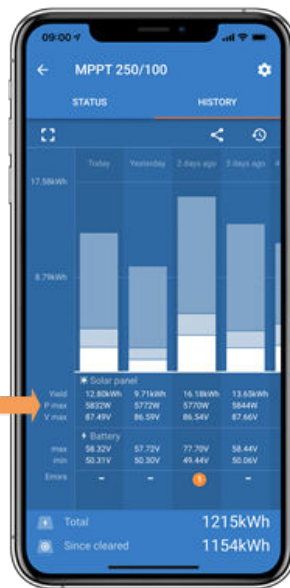 09:00
MPPT 250/100
STATUS HISTORY
Today Yesterday 2 days ago 3 days ago 4
17.58kWh
8.79kWh
Solar panel
Yield 12.80kWh 9.71kWh 16.18kWh 13.65kWh
P max 5832W 5772W 5770W 5844W
V max 87.49V 86.59V 86.54V 87.66V
Battery
max 58.32V 57.72V 77.70V 58.44V
min 50.31V 50.30V 49.44V 50.06V
Errors - - 1 -
Total 1215kWh
Since cleared 1154kWh